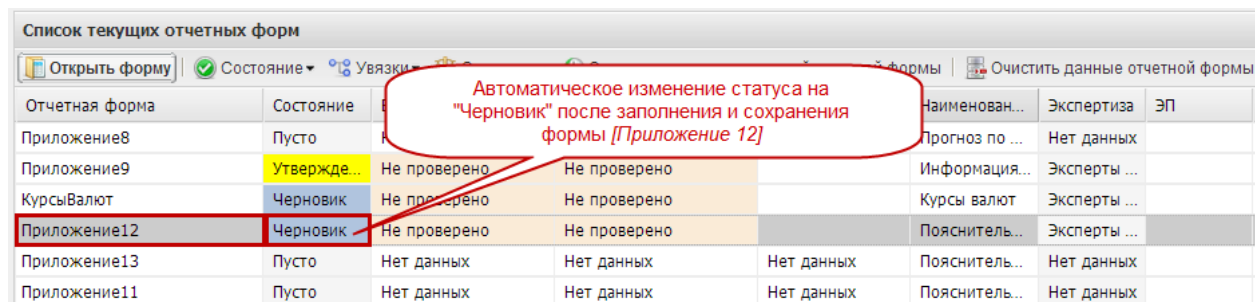 Список текущих отчетных форм
Открыть форму Состояние Увязки формы Очистить данные отчетной формы
Автоматическое изменение статуса на
"Черновик" после заполнения и сохранения
формы [Приложение 12]
Отчетная форма Состояние Наименован... Экспертиза ЭП
Приложение8 Пусто Прогноз по ... Нет данных
Приложение9 Утвержде... Не проверено Не проверено Информация... Эксперты ...
КурсыВалют Черновик Не проверено Не проверено Курсы валют Эксперты ...
Приложение12 Черновик Не проверено Не проверено Пояснитель... Эксперты ...
Приложение13 Пусто Нет данных Нет данных Нет данных Пояснитель... Нет данных
Приложение11 Пусто Нет данных Нет данных Нет данных Пояснитель... Нет данных